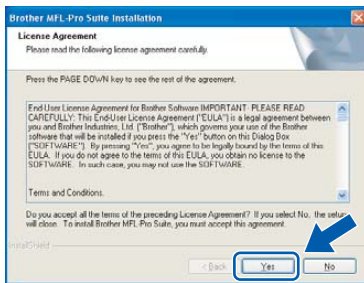 Brother MFL-Pro Suite Installation
License Agreement
Please read the following license agreement carefully.
Press the PAGE DOWN key to see the rest of the agreement.
End-User License Agreement for Brother Software IMPORTANT- PLEASE READ
CAREFULLY: This End-User License Agreement ("EULA") is a legal agreement between
you and Brother Industries, Ltd. ("Brother"), which governs your use of the Brother
software that will be installed if you press the "Yes" button on this Dialog Box
("SOFTWARE"). By pressing "Yes", you agree to be legally bound by the terms of this
EULA. If you do not agree to the terms of this EULA, you obtain no license to the
SOFTWARE. In such case, you may not use the SOFTWARE.
Terms and Conditions.
Do you accept all the terms of the preceding License Agreement? If you select No, the setup
will close. To install Brother MFL-Pro Suite, you must accept this agreement.
InstallShield
< Back
Yes
No